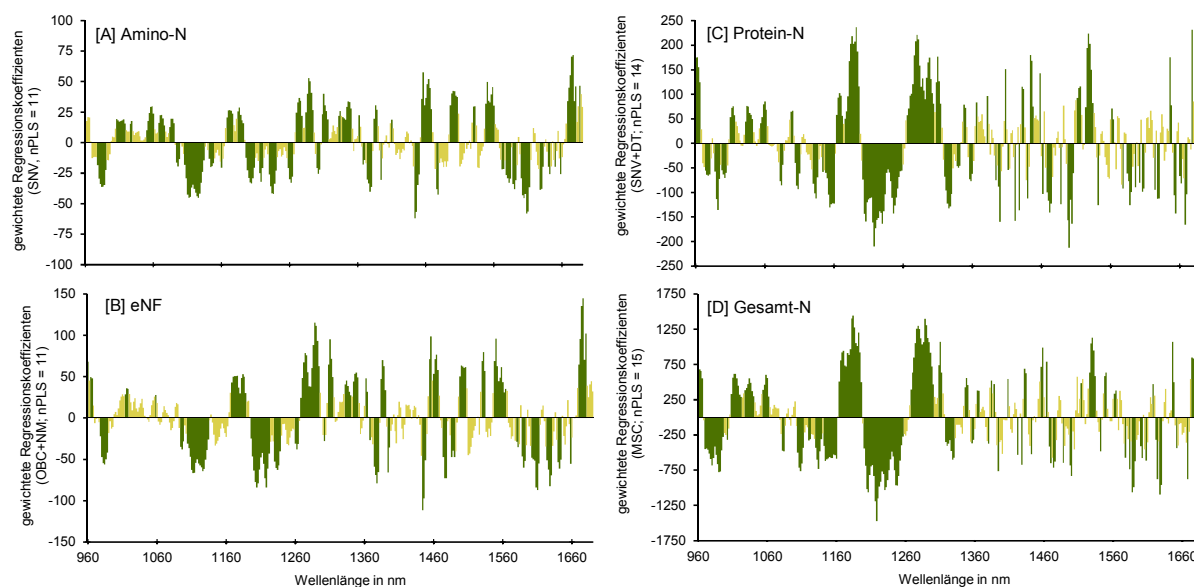 [A] Amino-N
gewichtete Regressionskoeffizienten
(SNV, nPLS = 11)
100
75
50
25
0
-25
-50
-75
-100
[C] Protein-N
gewichtete Regressionskoeffizienten
(SNV+DT; nPLS = 14)
250
200
150
100
50
0
-50
-100
-150
-200
-250
[B] eNF
gewichtete Regressionskoeffizienten
(OBC+NM; nPLS = 11)
150
100
50
0
-50
-100
-150
960 1060 1160 1260 1360 1460 1560 1660
Wellenlänge in nm
[D] Gesamt-N
gewichtete Regressionskoeffizienten
(MSC; nPLS = 15)
1750
1250
750
250
-250
-750
-1250
-1750
960 1060 1160 1260 1360 1460 1560 1660
Wellenlänge in nm